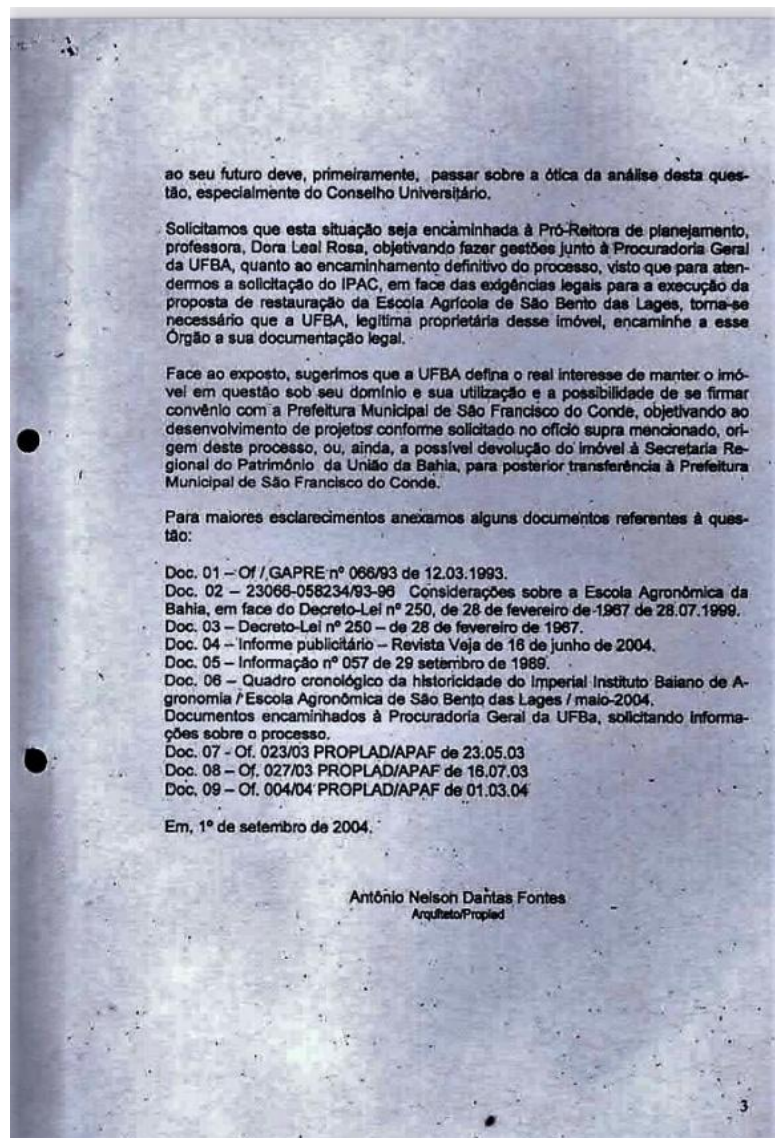 ao seu futuro deve, primeiramente, passar sobre a ótica da análise desta ques-
tão, especialmente do Conselho Universitário.
Solicitamos que esta situação seja encaminhada à Pró-Reitora de planejamento,
professora, Dora Leal Rosa, objetivando fazer gestões junto à Procuradoria Geral
da UFBA, quanto ao encaminhamento definitivo do processo, visto que para aten-
dermos a solicitação do IPAC, em face das exigências legais para a execução da
proposta de restauração da Escola Agrícola de São Bento das Lages, torna-se
necessário que a UFBA, legítima proprietária desse imóvel, encaminhe a esse
Órgão a sua documentação legal.
Face ao exposto, sugerimos que a UFBA defina o real interesse de manter o imó-
vel em questão sob seu domínio e sua utilização e a possibilidade de se firmar
convênio com a Prefeitura Municipal de São Francisco do Conde, objetivando ao
desenvolvimento de projetos conforme solicitado no ofício supra mencionado, ori-
gem deste processo, ou, ainda, a possível devolução do imóvel à Secretaria Re-
gional do Patrimônio da União da Bahia, para posterior transferência à Prefeitura
Municipal de São Francisco do Conde.
Para maiores esclarecimentos anexamos alguns documentos referentes à ques-
tão:
Doc. 01 – Of / GAPRE nº 066/93 de 12.03.1993.
Doc. 02 – 23066-058234/93-96 Considerações sobre a Escola Agronômica da
Bahia, em face do Decreto-Lei nº 250, de 28 de fevereiro de 1967 de 28.07.1999.
Doc. 03 – Decreto-Lei nº 250 – de 28 de fevereiro de 1967.
Doc. 04 – Informe publicitário – Revista Veja de 16 de junho de 2004.
Doc. 05 – Informação nº 057 de 29 setembro de 1989.
Doc. 06 – Quadro cronológico da historicidade do Imperial Instituto Baiano de A-
gronomia / Escola Agronômica de São Bento das Lages / maio-2004.
Documentos encaminhados à Procuradoria Geral da UFBa, solicitando informa-
ções sobre o processo.
Doc. 07 - Of. 023/03 PROPLAD/APAF de 23.05.03
Doc. 08 – Of. 027/03 PROPLAD/APAF de 16.07.03
Doc. 09 – Of. 004/04 PROPLAD/APAF de 01.03.04
Em, 1º de setembro de 2004.
Antônio Nelson Dantas Fontes
Arquiteto/Proplad
3